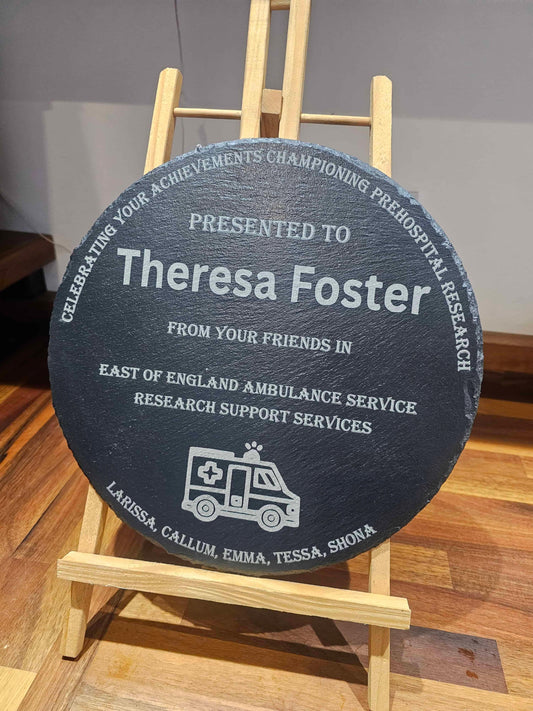 CELEBRATING YOUR ACHIEVEMENTS CHAMPIONING PREHOSPITAL RESEARCH
PRESENTED TO
Theresa Foster
FROM YOUR FRIENDS IN
EAST OF ENGLAND AMBULANCE SERVICE
RESEARCH SUPPORT SERVICES
LARISSA, CALLUM, EMMA, TESSA, SHONA